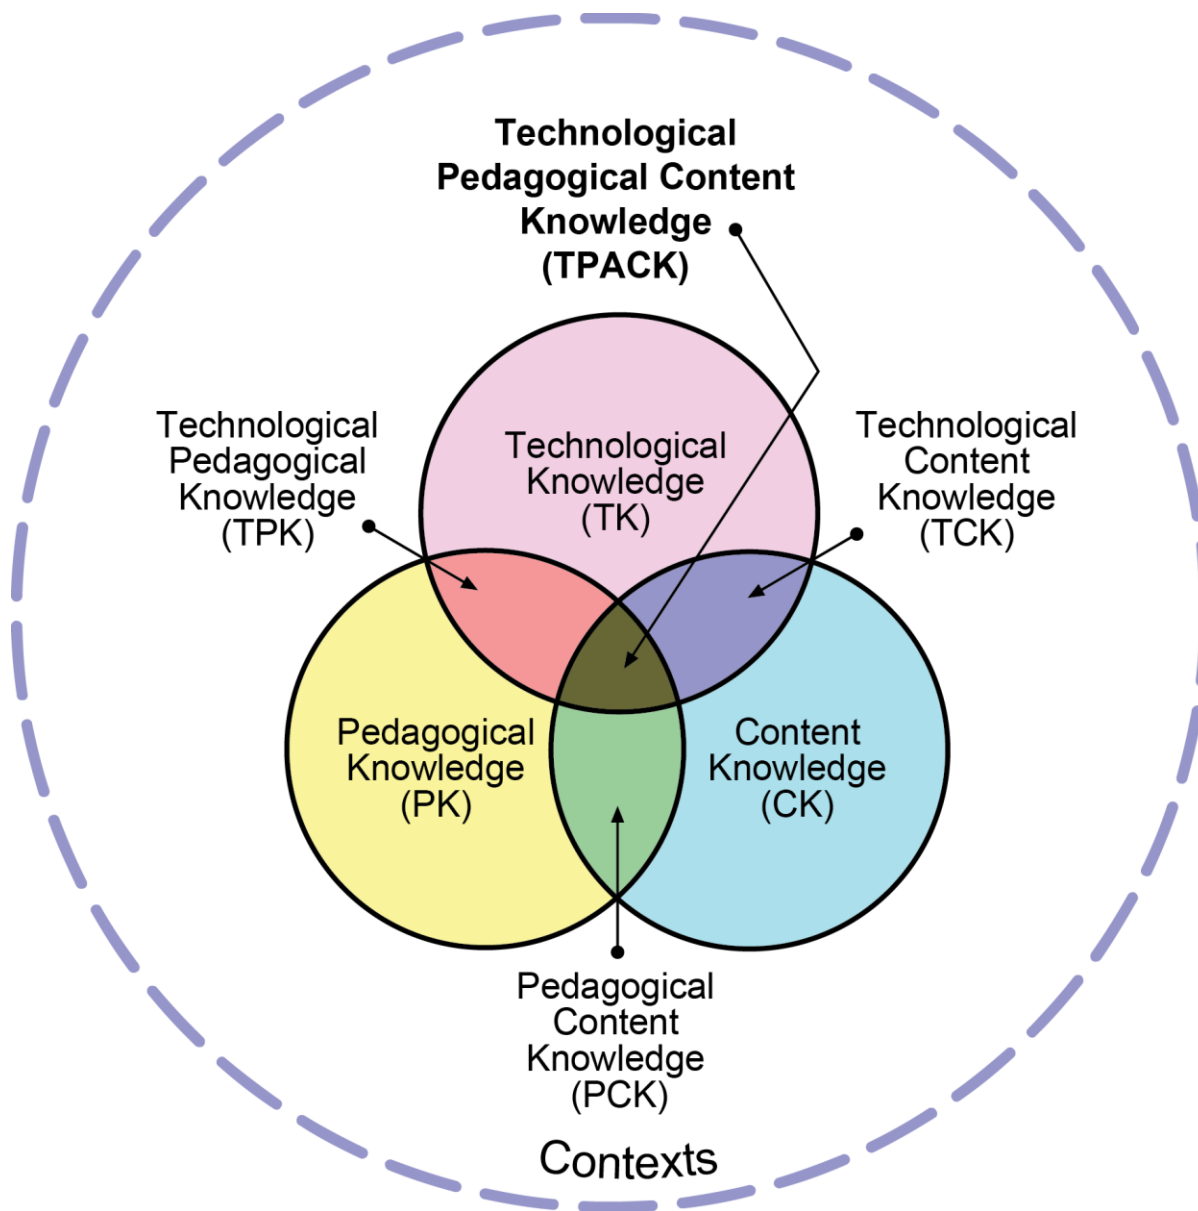 Technological
Pedagogical Content
Knowledge
(TPACK)
Technological
Pedagogical
Knowledge
(TPK)
Technological
Knowledge
(TK)
Technological
Content
Knowledge
(TCK)
Pedagogical
Knowledge
(PK)
Content
Knowledge
(CK)
Pedagogical
Content
Knowledge
(PCK)
Contexts